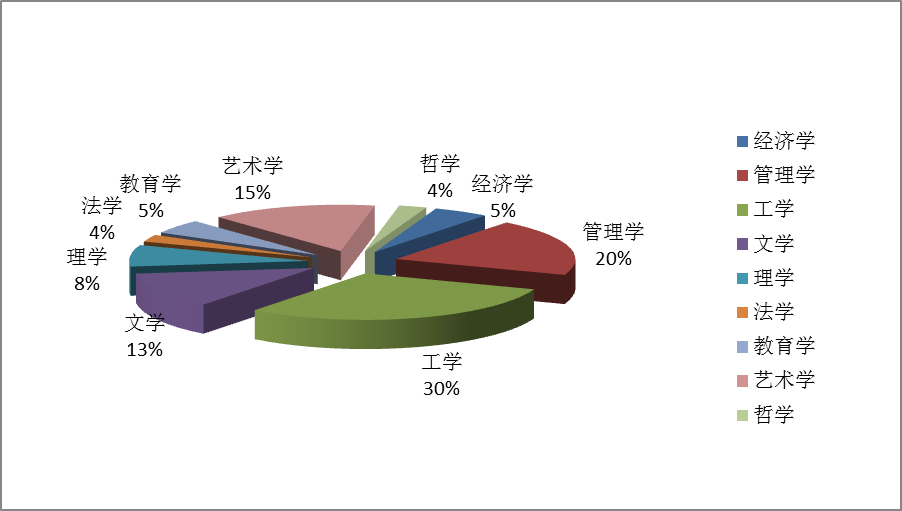 哲学
4%
经济学
5%
管理学
20%
工学
30%
文学
13%
理学
8%
法学
4%
教育学
5%
艺术学
15%
经济学
管理学
工学
文学
理学
法学
教育学
艺术学
哲学